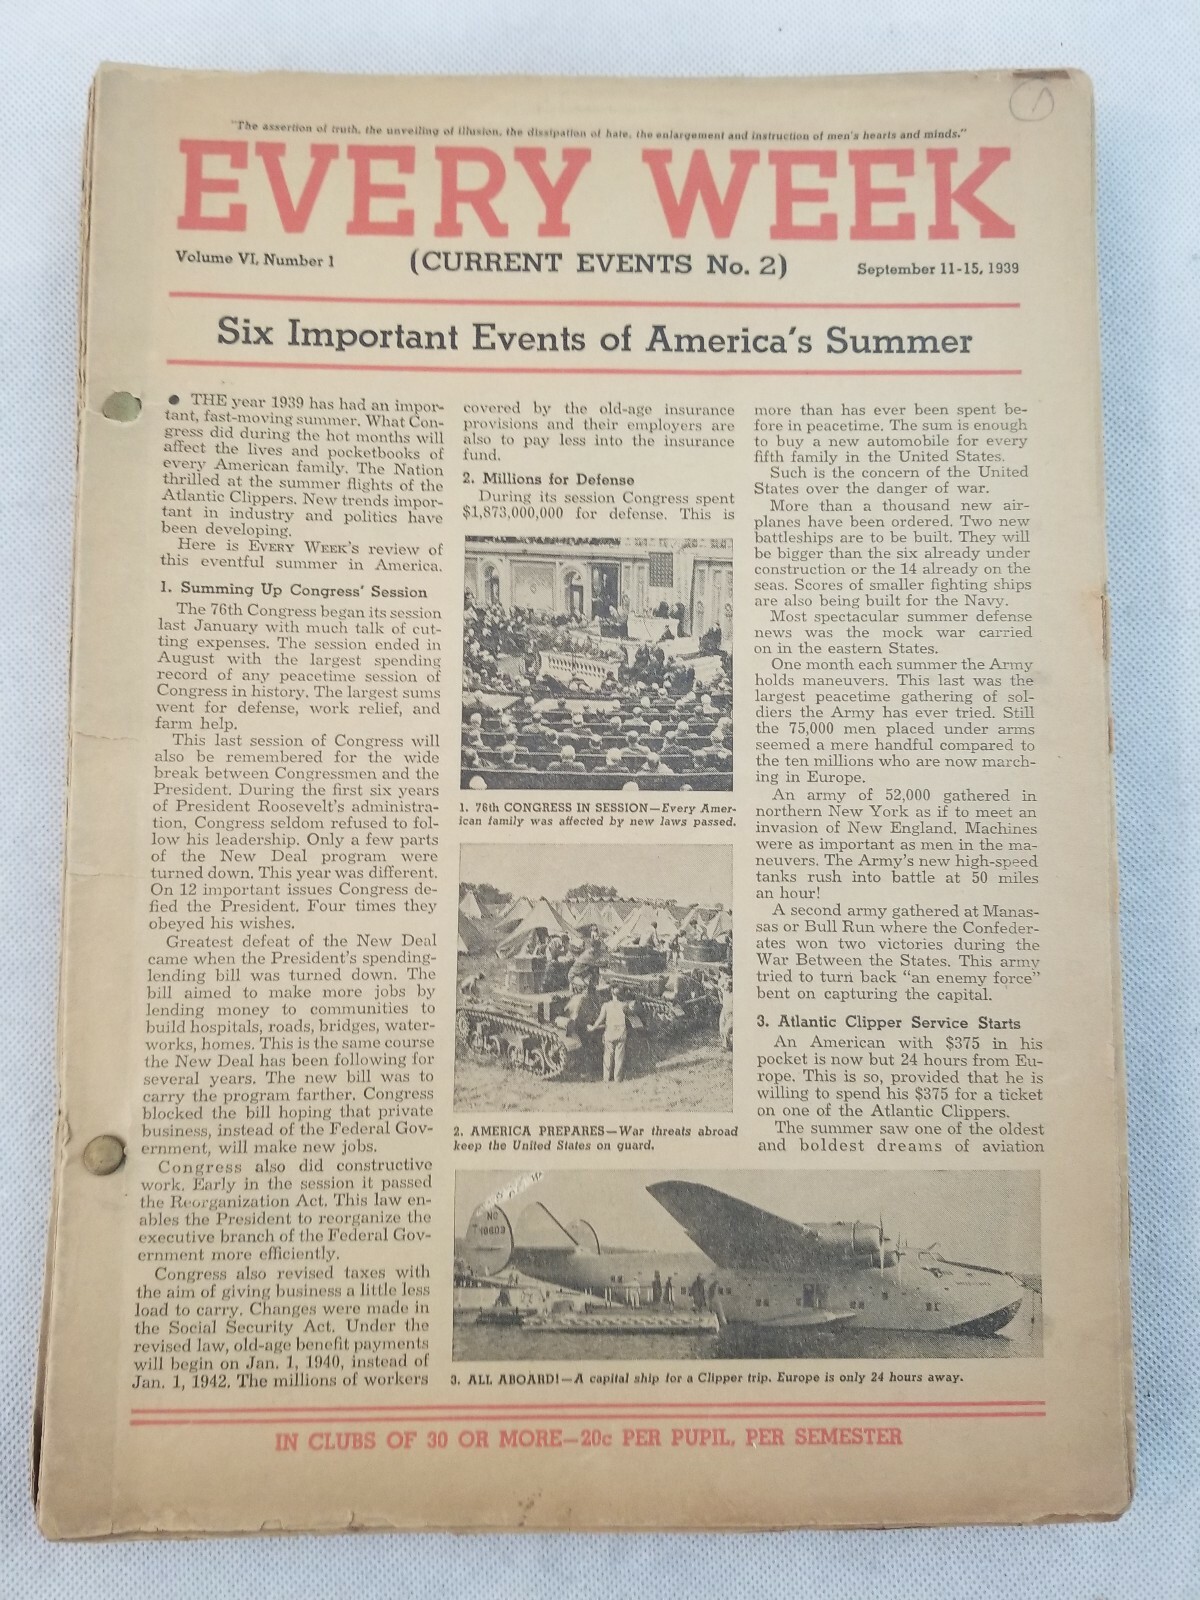 "The assertion of truth, the unveiling of illusion, the dissipation of hate, the enlargement and instruction of men's hearts and minds."
EVERY WEEK
Volume VI, Number 1
(CURRENT EVENTS No. 2)
September 11-15, 1939
Six Important Events of America's Summer
● THE year 1939 has had an impor-
tant, fast-moving summer. What Con-
gress did during the hot months will
affect the lives and pocketbooks of
every American family. The Nation
thrilled at the summer flights of the
Atlantic Clippers. New trends impor-
tant in industry and politics have
been developing.
Here is EVERY WEEK'S review of
this eventful summer in America.
1. Summing Up Congress' Session
The 76th Congress began its session
last January with much talk of cut-
ting expenses. The session ended in
August with the largest spending
record of any peacetime session of
Congress in history. The largest sums
went for defense, work relief, and
farm help.
This last session of Congress will
also be remembered for the wide
break between Congressmen and the
President. During the first six years
of President Roosevelt's administra-
tion, Congress seldom refused to fol-
low his leadership. Only a few parts
of the New Deal program were
turned down. This year was different.
On 12 important issues Congress de-
fied the President. Four times they
obeyed his wishes.
Greatest defeat of the New Deal
came when the President's spending-
lending bill was turned down. The
bill aimed to make more jobs by
lending money to communities to
build hospitals, roads, bridges, water-
works, homes. This is the same course
the New Deal has been following for
several years. The new bill was to
carry the program farther. Congress
blocked the bill hoping that private
business, instead of the Federal Gov-
ernment, will make new jobs.
Congress also did constructive
work. Early in the session it passed
the Reorganization Act. This law en-
ables the President to reorganize the
executive branch of the Federal Gov-
ernment more efficiently.
Congress also revised taxes with
the aim of giving business a little less
load to carry. Changes were made in
the Social Security Act. Under the
revised law, old-age benefit payments
will begin on Jan. 1, 1940, instead of
Jan. 1, 1942. The millions of workers
covered by the old-age insurance
provisions and their employers are
also to pay less into the insurance
fund.
2. Millions for Defense
During its session Congress spent
$1,873,000,000 for defense. This is
1. 76th CONGRESS IN SESSION—Every Amer-
ican family was affected by new laws passed.
2. AMERICA PREPARES—War threats abroad
keep the United States on guard.
more than has ever been spent be-
fore in peacetime. The sum is enough
to buy a new automobile for every
fifth family in the United States.
Such is the concern of the United
States over the danger of war.
More than a thousand new air-
planes have been ordered. Two new
battleships are to be built. They will
be bigger than the six already under
construction or the 14 already on the
seas. Scores of smaller fighting ships
are also being built for the Navy.
Most spectacular summer defense
news was the mock war carried
on in the eastern States.
One month each summer the Army
holds maneuvers. This last was the
largest peacetime gathering of sol-
diers the Army has ever tried. Still
the 75,000 men placed under arms
seemed a mere handful compared to
the ten millions who are now march-
ing in Europe.
An army of 52,000 gathered in
northern New York as if to meet an
invasion of New England. Machines
were as important as men in the ma-
neuvers. The Army's new high-speed
tanks rush into battle at 50 miles
an hour!
A second army gathered at Manas-
sas or Bull Run where the Confeder-
ates won two victories during the
War Between the States. This army
tried to turn back "an enemy force"
bent on capturing the capital.
3. Atlantic Clipper Service Starts
An American with $375 in his
pocket is now but 24 hours from Eu-
rope. This is so, provided that he is
willing to spend his $375 for a ticket
on one of the Atlantic Clippers.
The summer saw one of the oldest
and boldest dreams of aviation
NC
18603
3. ALL ABOARD!—A capital ship for a Clipper trip. Europe is only 24 hours away.
IN CLUBS OF 30 OR MORE—20c PER PUPIL, PER SEMESTER